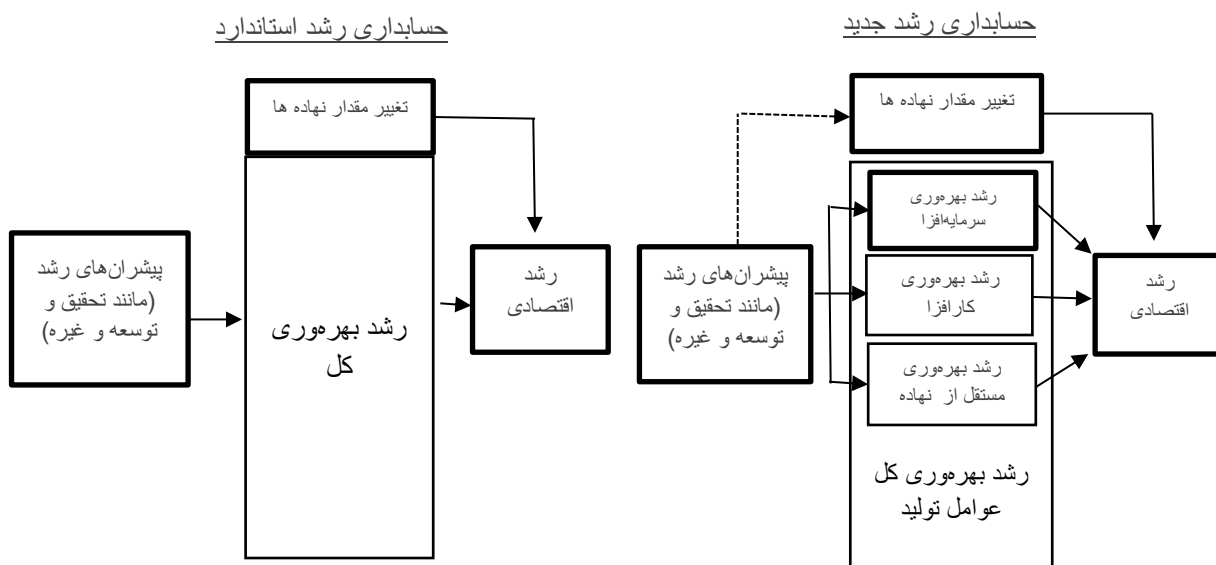 حسابداری رشد جدید
تغییر مقدار نهاده ها
رشد بهره‌وری
سرمایه‌افزا
رشد بهره‌وری
کارافزا
رشد بهره‌وری
مستقل از نهاده
رشد بهره‌وری کل
عوامل تولید
پیشران‌های رشد
(مانند تحقیق و
توسعه و غیره)
رشد
اقتصادی
حسابداری رشد استاندارد
تغییر مقدار نهاده ها
رشد بهره‌وری
کل
پیشران‌های رشد
(مانند تحقیق و
توسعه و غیره)
رشد
اقتصادی